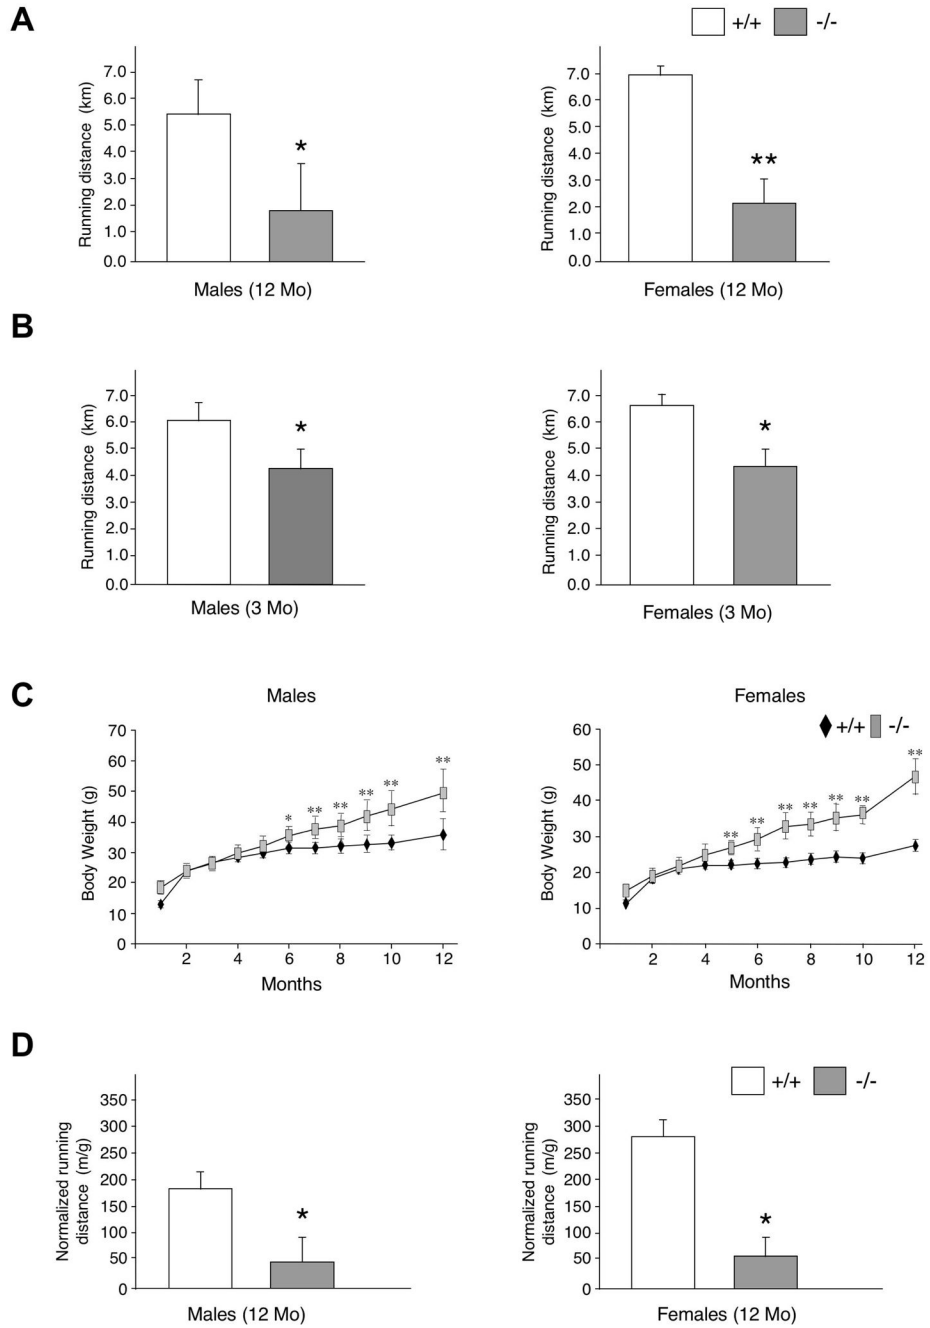 A
+/+ -/-
Running distance (km)
7.0
6.0
5.0
4.0
3.0
2.0
1.0
0.0
*
Males (12 Mo)
Running distance (km)
7.0
6.0
5.0
4.0
3.0
2.0
1.0
0.0
**
Females (12 Mo)
B
Running distance (km)
7.0
6.0
5.0
4.0
3.0
2.0
1.0
0.0
*
Males (3 Mo)
Running distance (km)
7.0
6.0
5.0
4.0
3.0
2.0
1.0
0.0
*
Females (3 Mo)
C
Males
Body Weight (g)
70
60
50
40
30
20
10
0
* ** ** ** ** **
2 4 6 8 10 12
Months
Females
+/+ -/-
Body Weight (g)
60
50
40
30
20
10
0
** ** ** ** ** ** **
2 4 6 8 10 12
Months
D
Normalized running
distance (m/g)
350
300
250
200
150
100
50
0
*
Males (12 Mo)
+/+ -/-
Normalized running
distance (m/g)
350
300
250
200
150
100
50
0
*
Females (12 Mo)